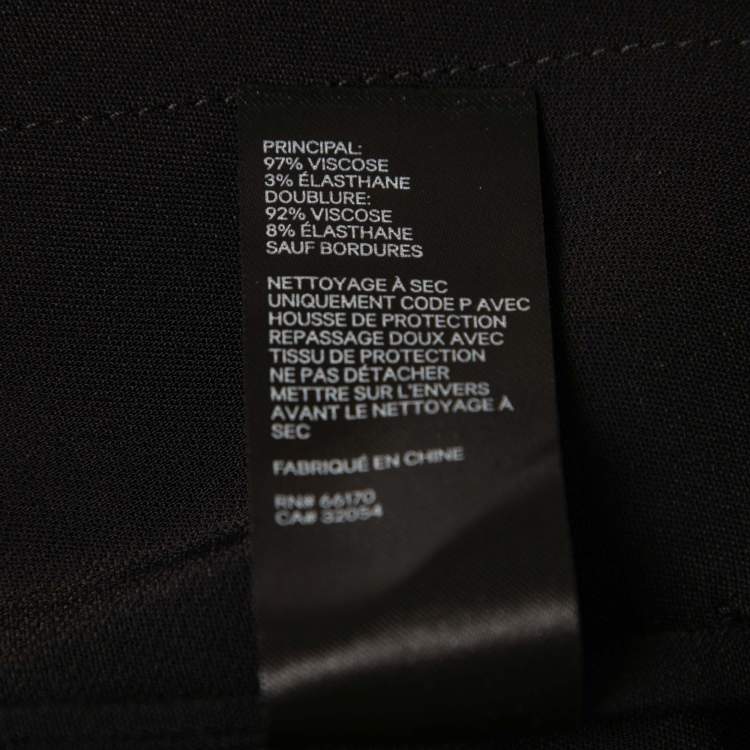 PRINCIPAL:
97% VISCOSE
3% ÉLASTHANE
DOUBLURE:
92% VISCOSE
8% ÉLASTHANE
SAUF BORDURES
NETTOYAGE À SEC
UNIQUEMENT CODE P AVEC
HOUSSE DE PROTECTION
REPASSAGE DOUX AVEC
TISSU DE PROTECTION
NE PAS DÉTACHER
METTRE SUR L'ENVERS
AVANT LE NETTOYAGE À
SEC
FABRIQUÉ EN CHINE
RN# 66170
CA# 32054